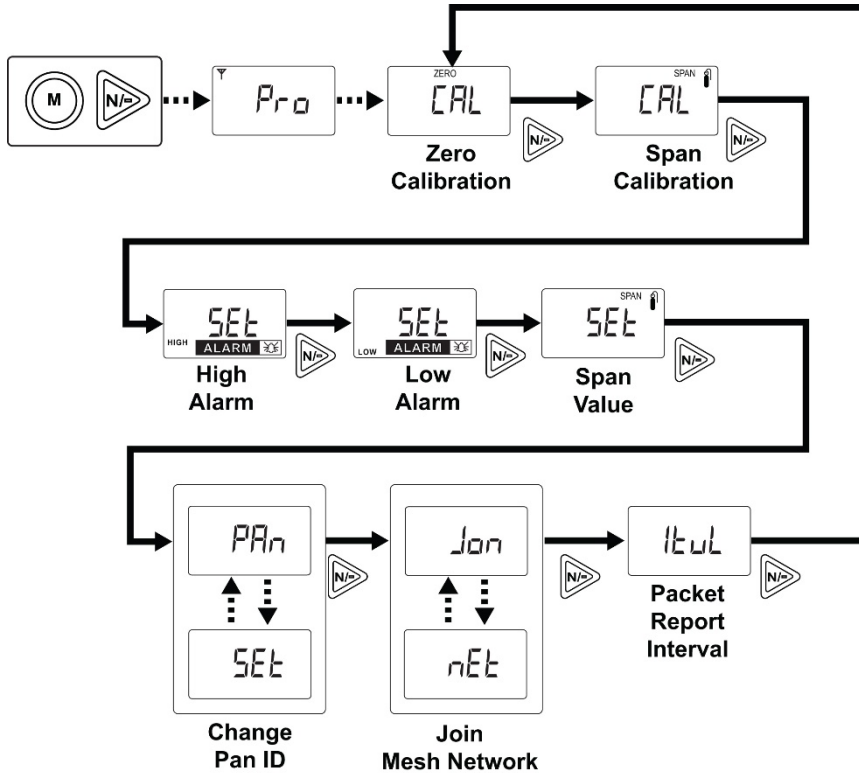 M N/- Pro ZERO CAL SPAN CAL
N/- N/-
Zero
Calibration
Span
Calibration
SEt HIGH ALARM SEt LOW ALARM SPAN SEt
N/- N/- N/-
High
Alarm
Low
Alarm
Span
Value
PAn Jon ItvL
N/- N/- N/-
SEt nEt
Packet
Report
Interval
Change
Pan ID
Join
Mesh Network